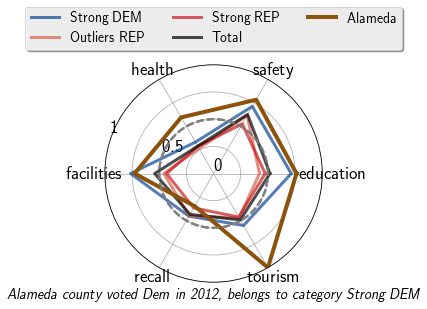 Strong DEM Strong REP Alameda
Outliers REP Total
health safety
1
0.5
0
facilities education
recall tourism
Alameda county voted Dem in 2012, belongs to category Strong DEM